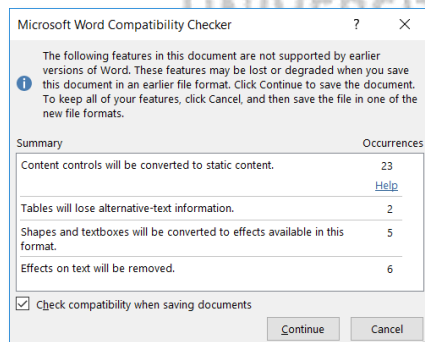 Microsoft Word Compatibility Checker ? ×
The following features in this document are not supported by earlier
versions of Word. These features may be lost or degraded when you save
this document in an earlier file format. Click Continue to save the document.
To keep all of your features, click Cancel, and then save the file in one of the
new file formats.
Summary Occurrences
Content controls will be converted to static content. 23
Help
Tables will lose alternative-text information. 2
Shapes and textboxes will be converted to effects available in this 5
format.
Effects on text will be removed. 6
Check compatibility when saving documents
Continue Cancel